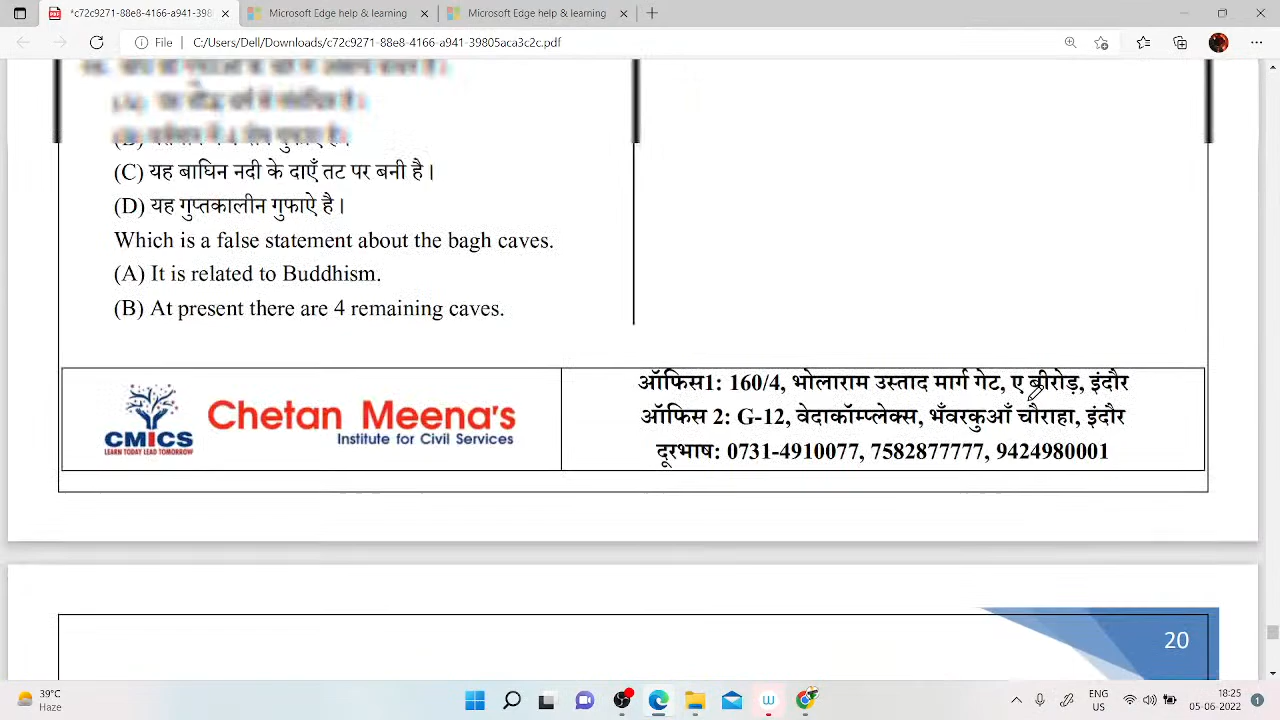 *c72c9271-88e8-4166-a941-398
Microsoft Edge help & learning
Microsoft Edge help & learning
File
C:/Users/Dell/Downloads/c72c9271-88e8-4166-a941-39805aca3c2c.pdf
(C) यह बाघिन नदी के दाएँ तट पर बनी है।
(D) यह गुप्तकालीन गुफाऐ है।
Which is a false statement about the bagh caves.
(A) It is related to Buddhism.
(B) At present there are 4 remaining caves.
CMICS
LEARN TODAY LEAD TOMORROW
Chetan Meena's
Institute for Civil Services
ऑफिस1: 160/4, भोलाराम उस्ताद मार्ग गेट, ए बीरोड़, इंदौर
ऑफिस 2: G-12, वेदाकॉम्प्लेक्स, भँवरकुआँ चौराहा, इंदौर
दूरभाष: 0731-4910077, 7582877777, 9424980001
20
39°C
Haze
ENG
US
18:25
05-06-2022
1